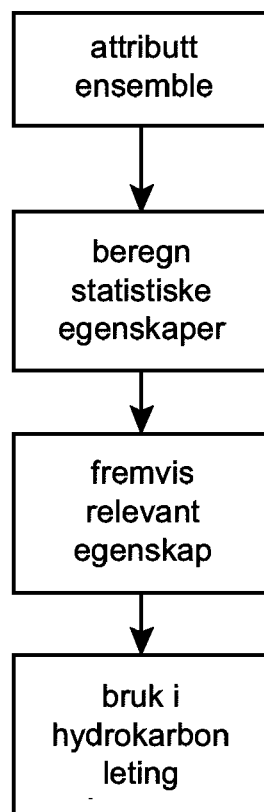 attributt
ensemble
beregn
statistiske
egenskaper
fremvis
relevant
egenskap
bruk i
hydrokarbon
leting